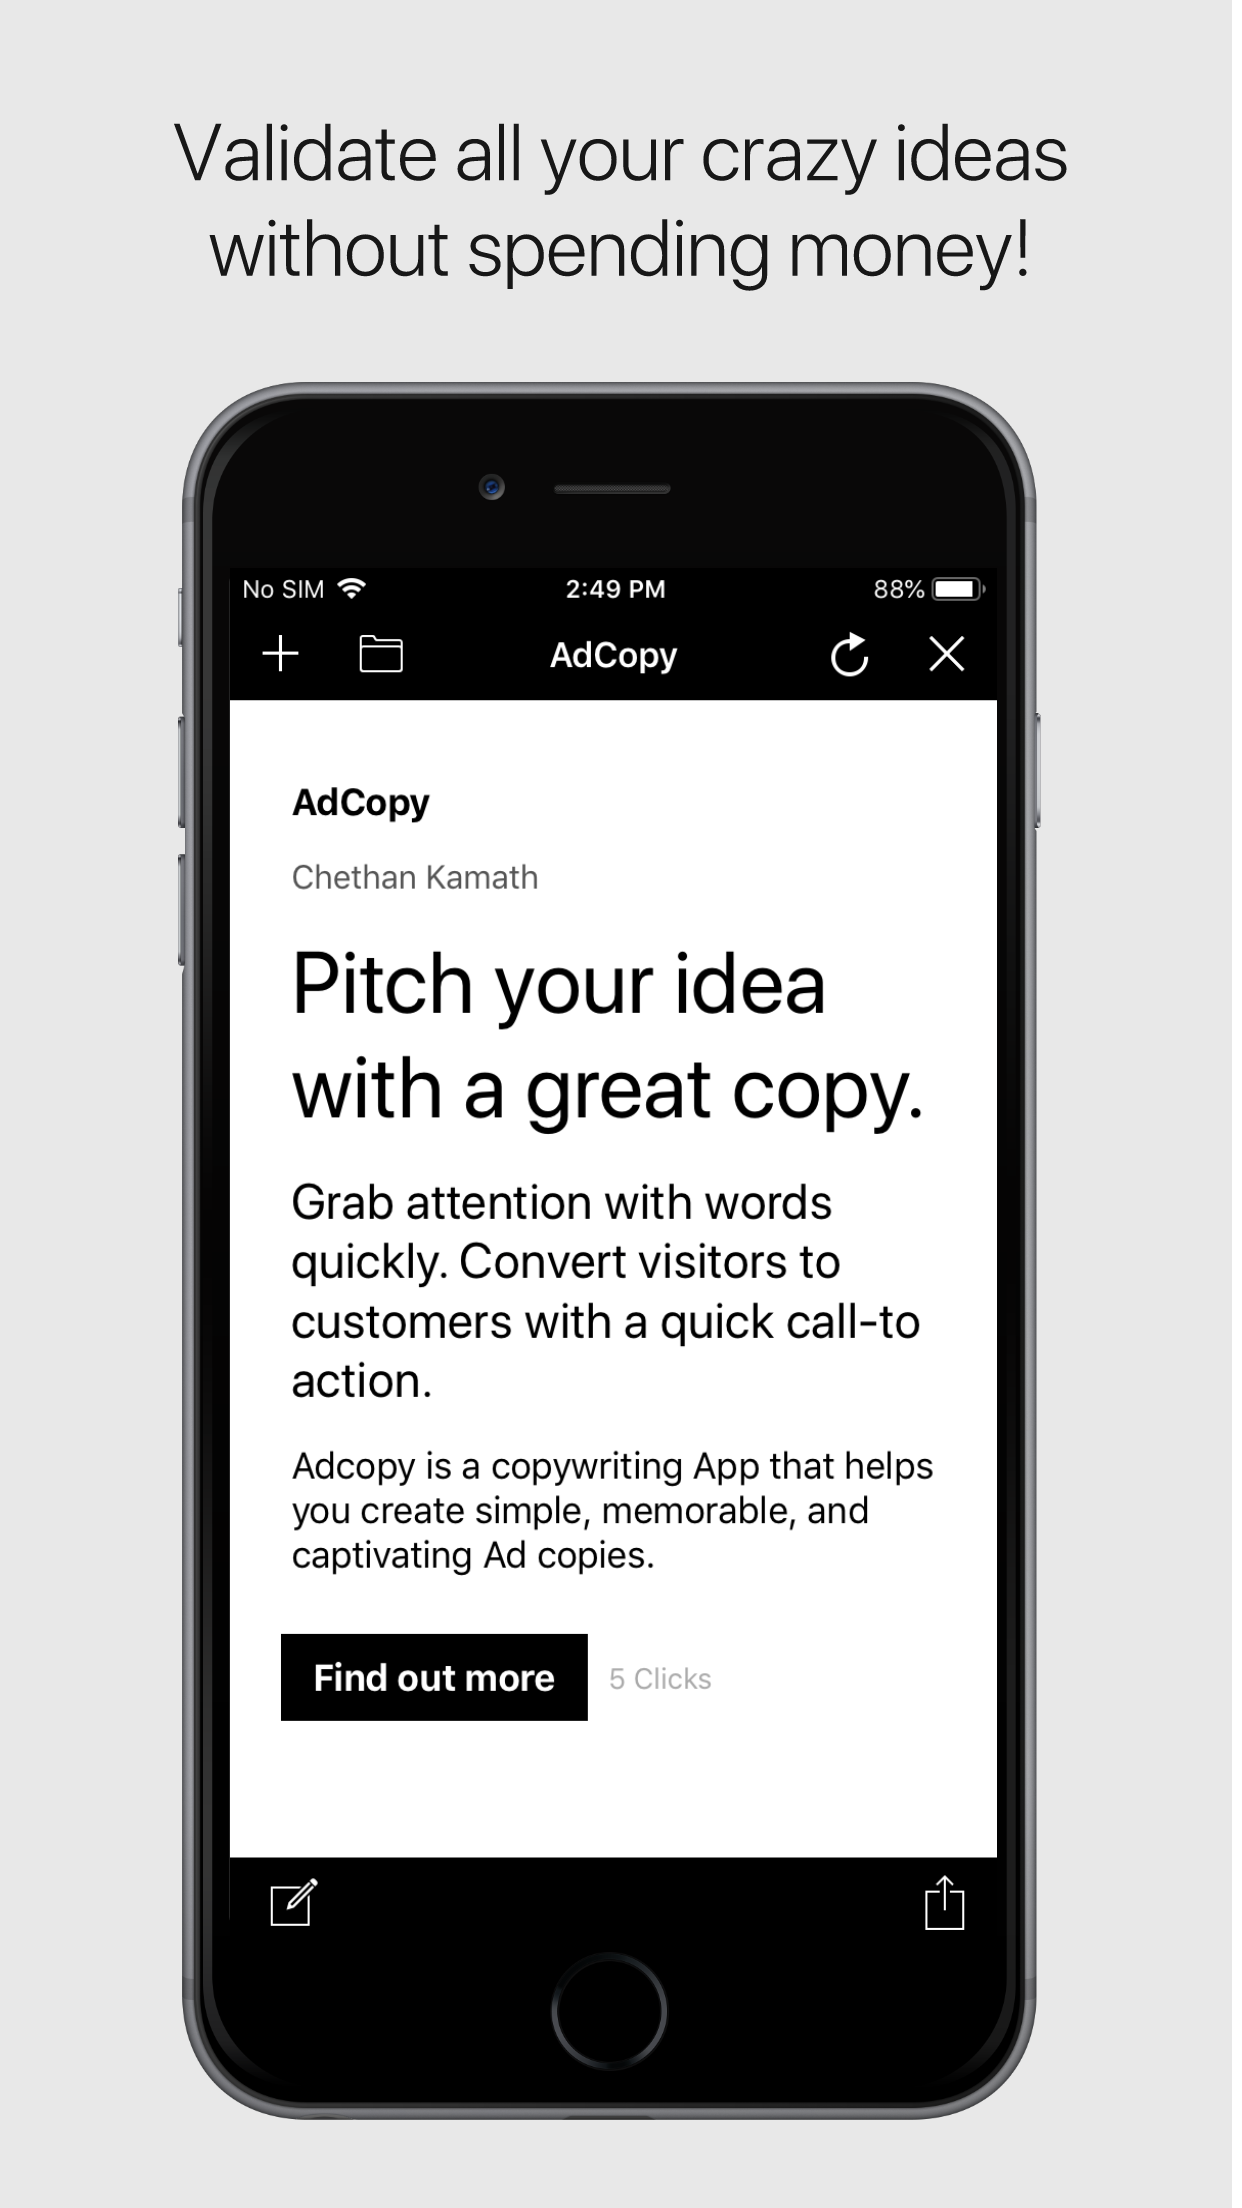 Validate all your crazy ideas
without spending money!
No SIM 2:49 PM 88%
AdCopy
AdCopy
Chethan Kamath
Pitch your idea
with a great copy.
Grab attention with words
quickly. Convert visitors to
customers with a quick call-to
action.
Adcopy is a copywriting App that helps
you create simple, memorable, and
captivating Ad copies.
Find out more 5 Clicks